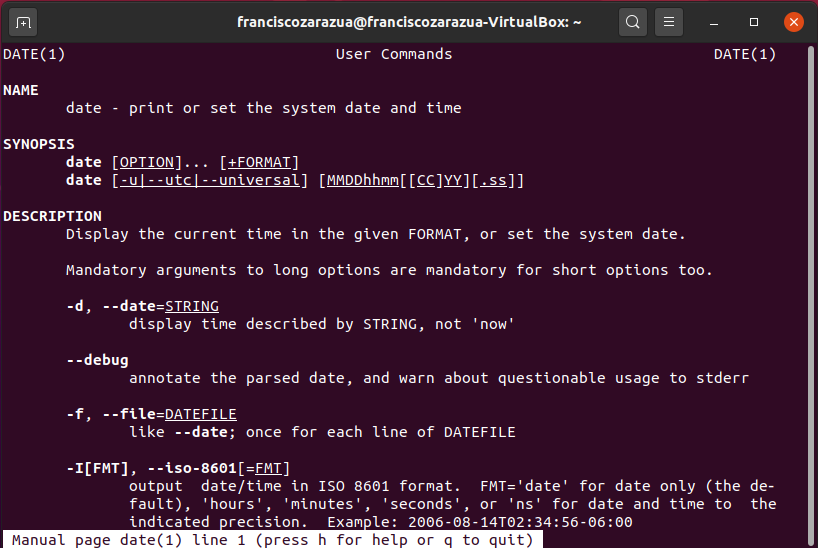 franciscozarazua@franciscozarazua-VirtualBox: ~
DATE(1) User Commands DATE(1)
NAME
date - print or set the system date and time
SYNOPSIS
date [OPTION]... [+FORMAT]
date [-u|--utc|--universal] [MMDDhhmm[[CC]YY][.ss]]
DESCRIPTION
Display the current time in the given FORMAT, or set the system date.
Mandatory arguments to long options are mandatory for short options too.
-d, --date=STRING
display time described by STRING, not 'now'
--debug
annotate the parsed date, and warn about questionable usage to stderr
-f, --file=DATEFILE
like --date; once for each line of DATEFILE
-I[FMT], --iso-8601[=FMT]
output  date/time in ISO 8601 format.  FMT='date' for date only (the de-
fault), 'hours', 'minutes', 'seconds', or 'ns' for date and time to  the
indicated precision.  Example: 2006-08-14T02:34:56-06:00
Manual page date(1) line 1 (press h for help or q to quit)